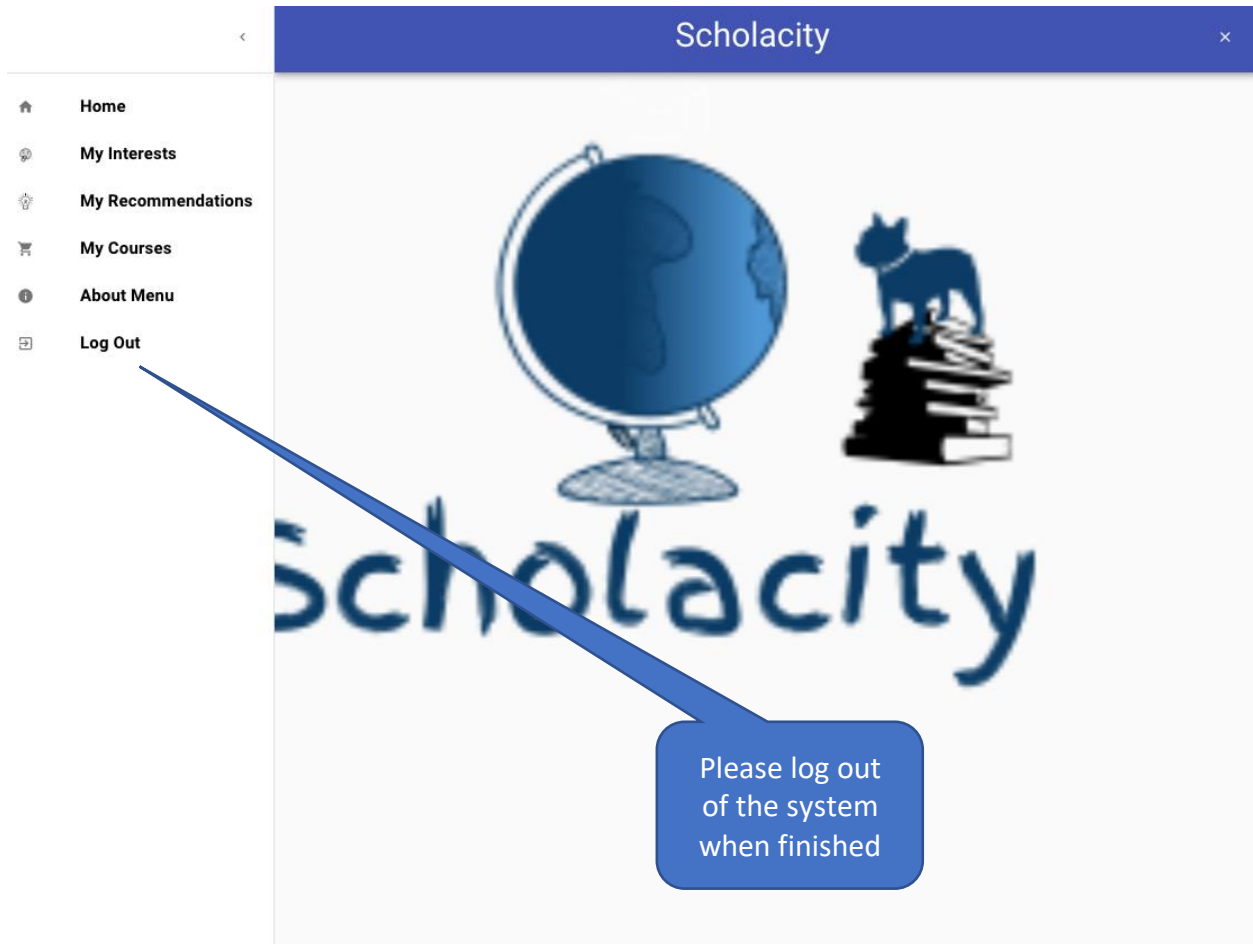 Scholacity
Home
My Interests
My Recommendations
My Courses
About Menu
Log Out
Scholacity
Please log out
of the system
when finished